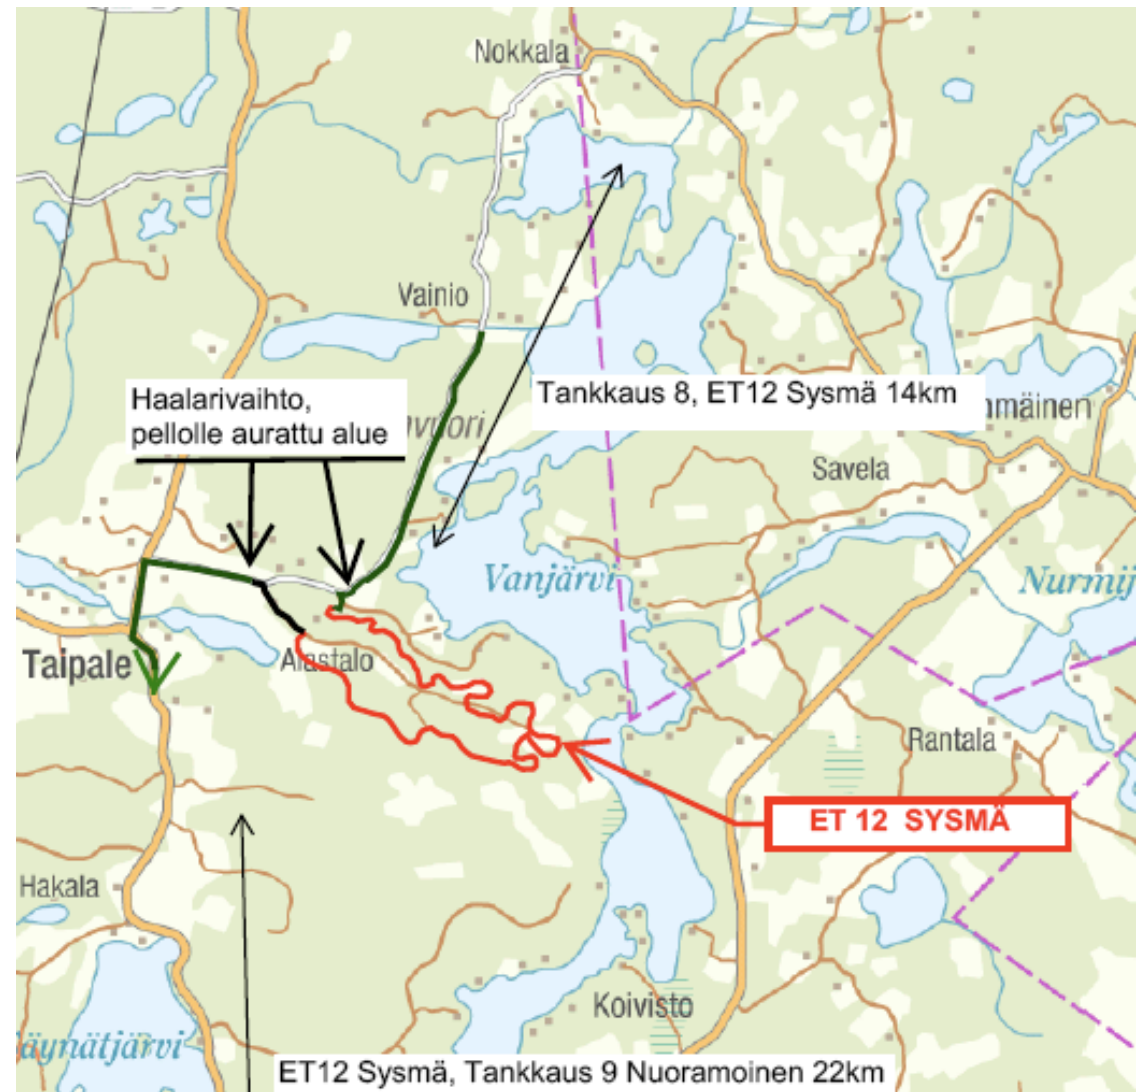 Nokkala
Vainio
Haalarivaihto,
pellolle aurattu alue
Tankkaus 8, ET12 Sysmä 14km
Savela
Vanjärvi
Taipale
Alastalo
Rantala
ET 12 SYSMÄ
Hakala
Koivisto
ET12 Sysmä, Tankkaus 9 Nuoramoinen 22km